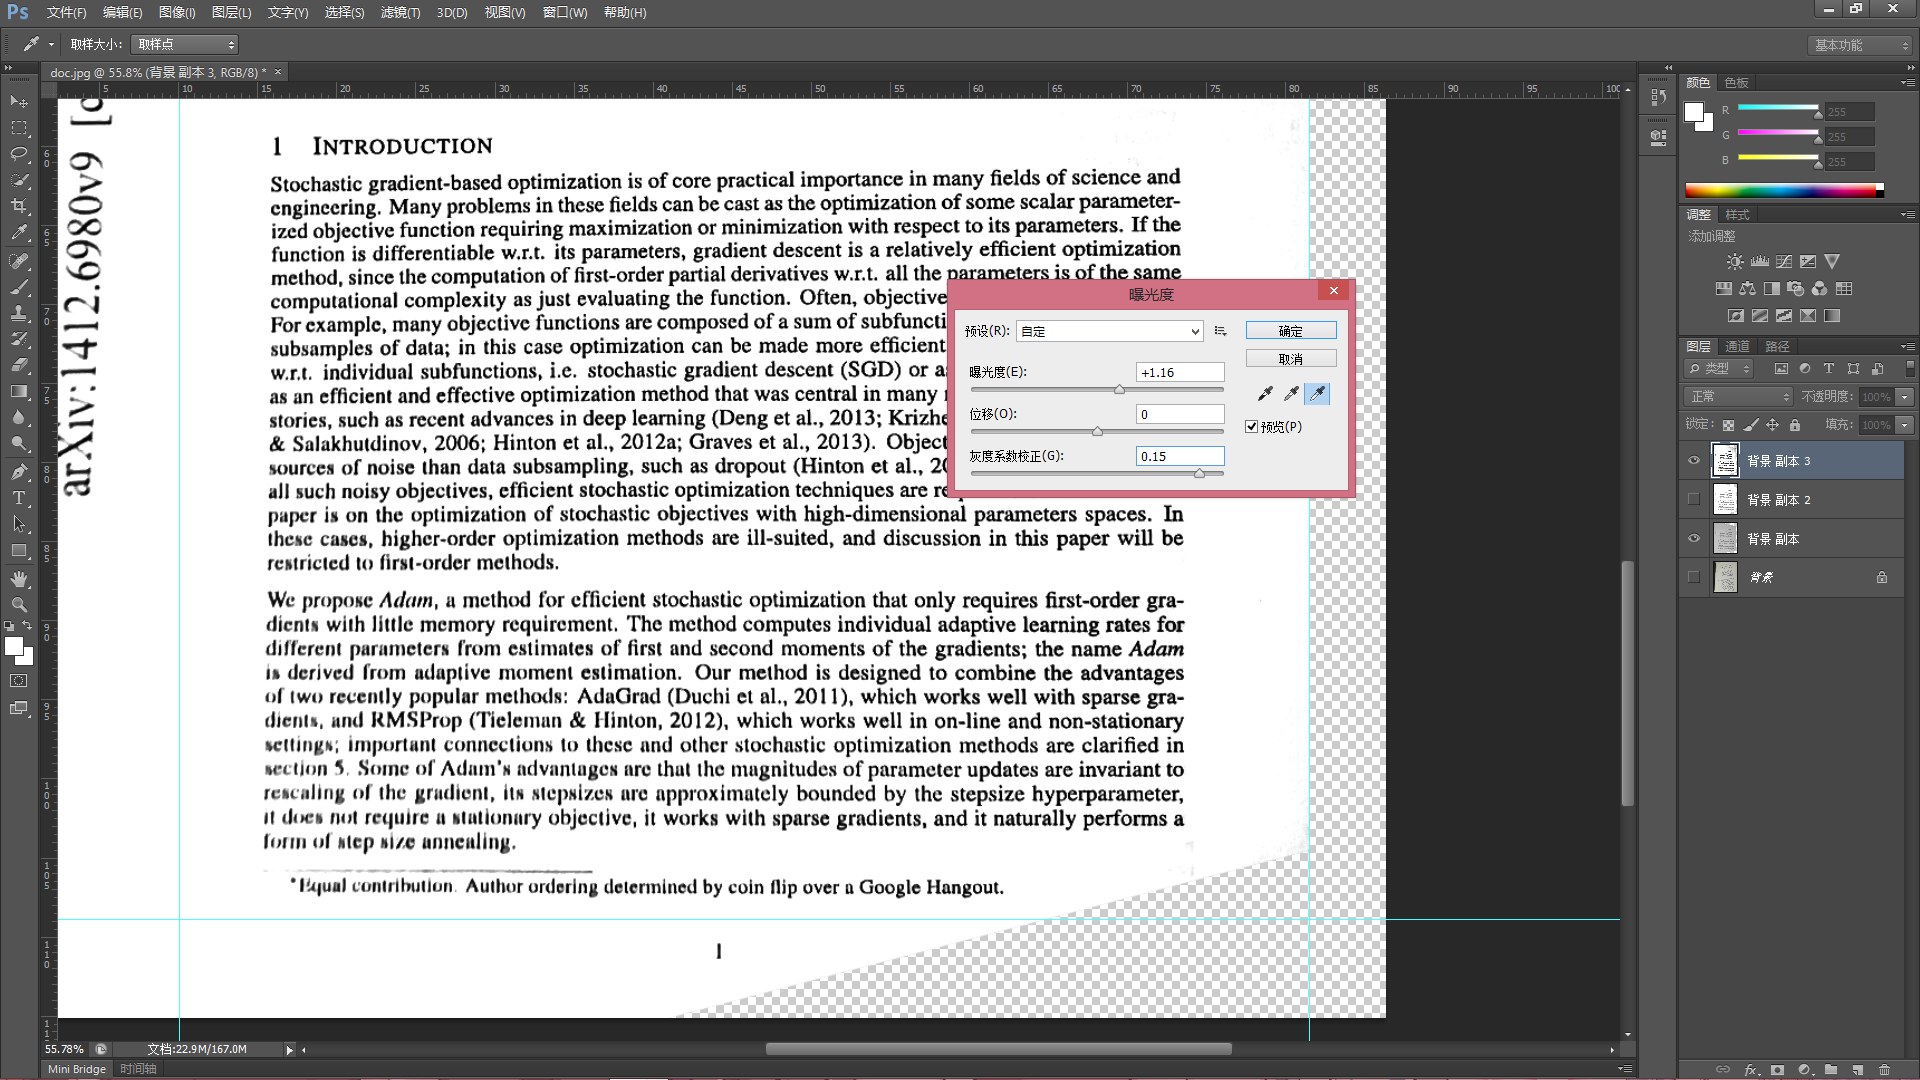 Ps 文件(F) 编辑(E) 图像(I) 图层(L) 文字(Y) 选择(S) 滤镜(T) 3D(D) 视图(V) 窗口(W) 帮助(H)
取样大小: 取样点 基本功能
doc.jpg @ 55.8% (背景 副本 3, RGB/8) * ×
5 10 15 20 25 30 35 40 45 50 55 60 65 70 75 80 85 90 95 100
arXiv:1412.6980v9
1 INTRODUCTION
Stochastic gradient-based optimization is of core practical importance in many fields of science and
engineering. Many problems in these fields can be cast as the optimization of some scalar parameter-
ized objective function requiring maximization or minimization with respect to its parameters. If the
function is differentiable w.r.t. its parameters, gradient descent is a relatively efficient optimization
method, since the computation of first-order partial derivatives w.r.t. all the parameters is of the same
computational complexity as just evaluating the function. Often, objective
For example, many objective functions are composed of a sum of
subsamples of data; in this case optimization can be made more efficient
w.r.t. individual subfunctions, i.e. stochastic gradient descent (SGD) or
as an efficient and effective optimization method that was central in many
stories, such as recent advances in deep learning (Deng et al., 2013;
& Salakhutdinov, 2006; Hinton et al., 2012a; Graves et al., 2013).
sources of noise than data subsampling, such as dropout (Hinton et al.,
all such noisy objectives, efficient stochastic optimization techniques are
paper is on the optimization of stochastic objectives with high-dimensional parameters spaces. In
these cases, higher-order optimization methods are ill-suited, and discussion in this paper will be
restricted to first-order methods.
We propose Adam, a method for efficient stochastic optimization that only requires first-order gra-
dients with little memory requirement. The method computes individual adaptive learning rates for
different parameters from estimates of first and second moments of the gradients; the name Adam
is derived from adaptive moment estimation. Our method is designed to combine the advantages
of two recently popular methods: AdaGrad (Duchi et al., 2011), which works well with sparse gra-
dients, and RMSProp (Tieleman & Hinton, 2012), which works well in on-line and non-stationary
settings; important connections to these and other stochastic optimization methods are clarified in
section 5. Some of Adam's advantages are that the magnitudes of parameter updates are invariant to
rescaling of the gradient, its stepsizes are approximately bounded by the stepsize hyperparameter,
it does not require a stationary objective, it works with sparse gradients, and it naturally performs a
form of step size annealing.
*Equal contribution. Author ordering determined by coin flip over a Google Hangout.
1
曝光度
预设(R): 自定
确定
取消
曝光度(E): +1.16
位移(O): 0
预览(P)
灰度系数校正(G): 0.15
颜色 色板
R 255
G 255
B 255
调整 样式
添加调整
图层 通道 路径
类型
正常 不透明度: 100%
锁定: 填充: 100%
背景 副本 3
背景 副本 2
背景 副本
背景
55.78% 文档:22.9M/167.0M
Mini Bridge 时间轴